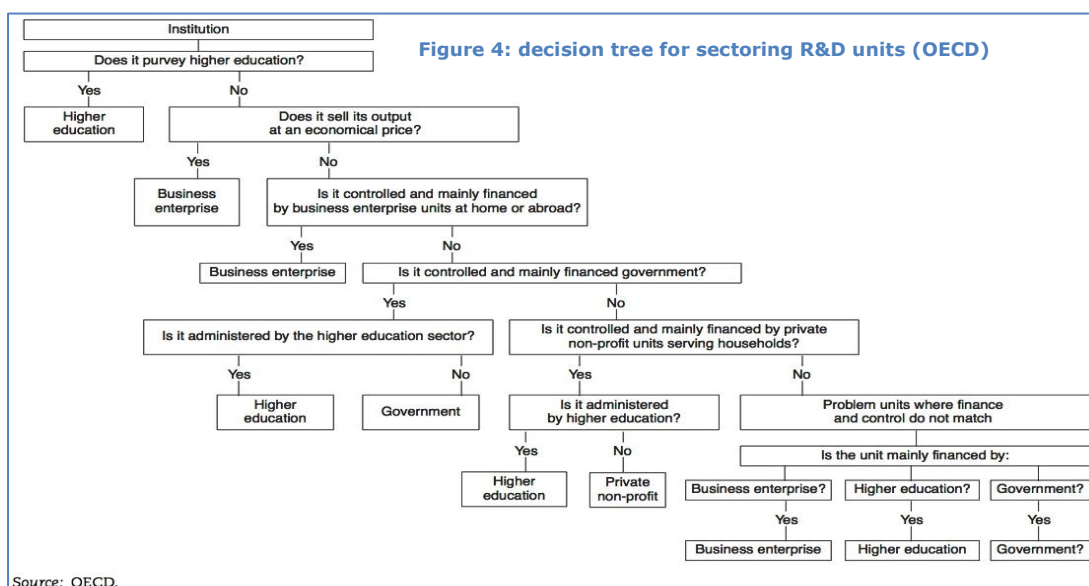 Institution
Figure 4: decision tree for sectoring R&D units (OECD)
Does it purvey higher education?
Yes
No
Higher
education
Does it sell its output
at an economical price?
Yes
No
Business
enterprise
Is it controlled and mainly financed
by business enterprise units at home or abroad?
Yes
No
Business enterprise
Is it controlled and mainly financed government?
Yes
No
Is it administered by the higher education sector?
Is it controlled and mainly financed by private
non-profit units serving households?
Yes
No
Yes
No
Higher
education
Government
Is it administered
by higher education?
Problem units where finance
and control do not match
Yes
No
Is the unit mainly financed by:
Higher
education
Private
non-profit
Business enterprise?
Higher education?
Government?
Yes
Yes
Yes
Business enterprise
Higher education
Government?
Source: OECD.